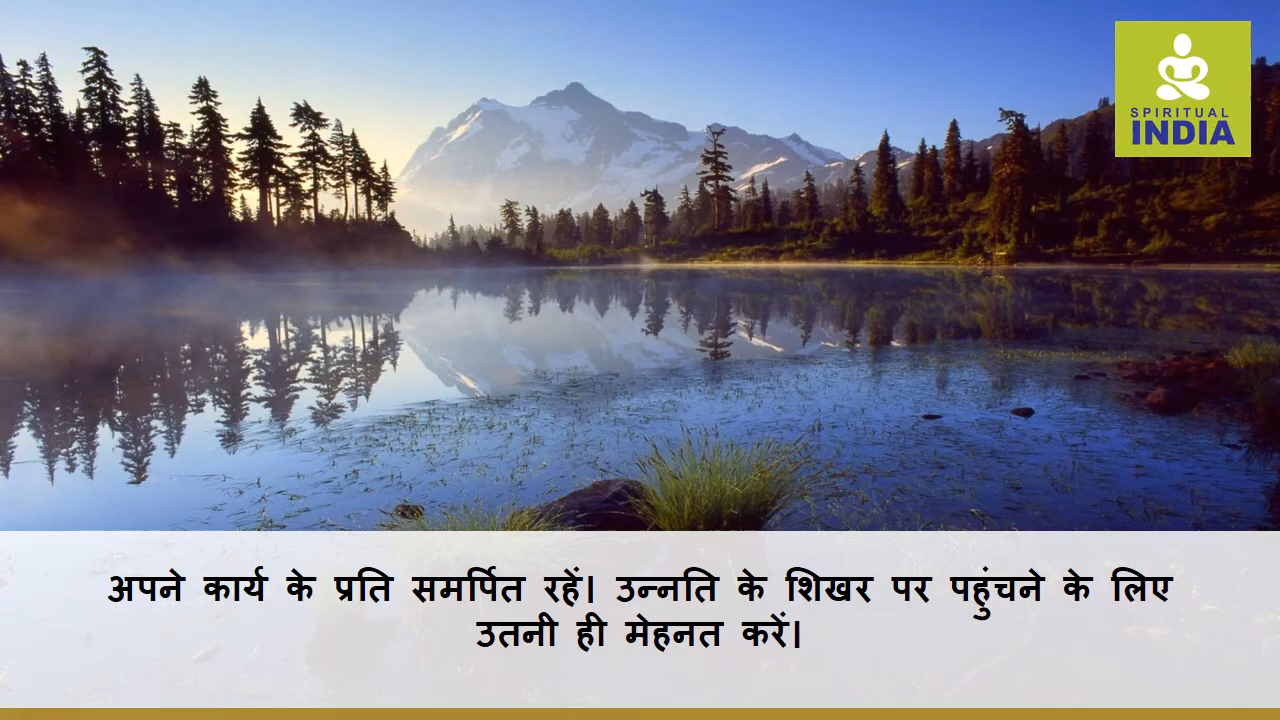 SPIRITUAL
INDIA
अपने कार्य के प्रति समर्पित रहें। उन्नति के शिखर पर पहुंचने के लिए
उतनी ही मेहनत करें।